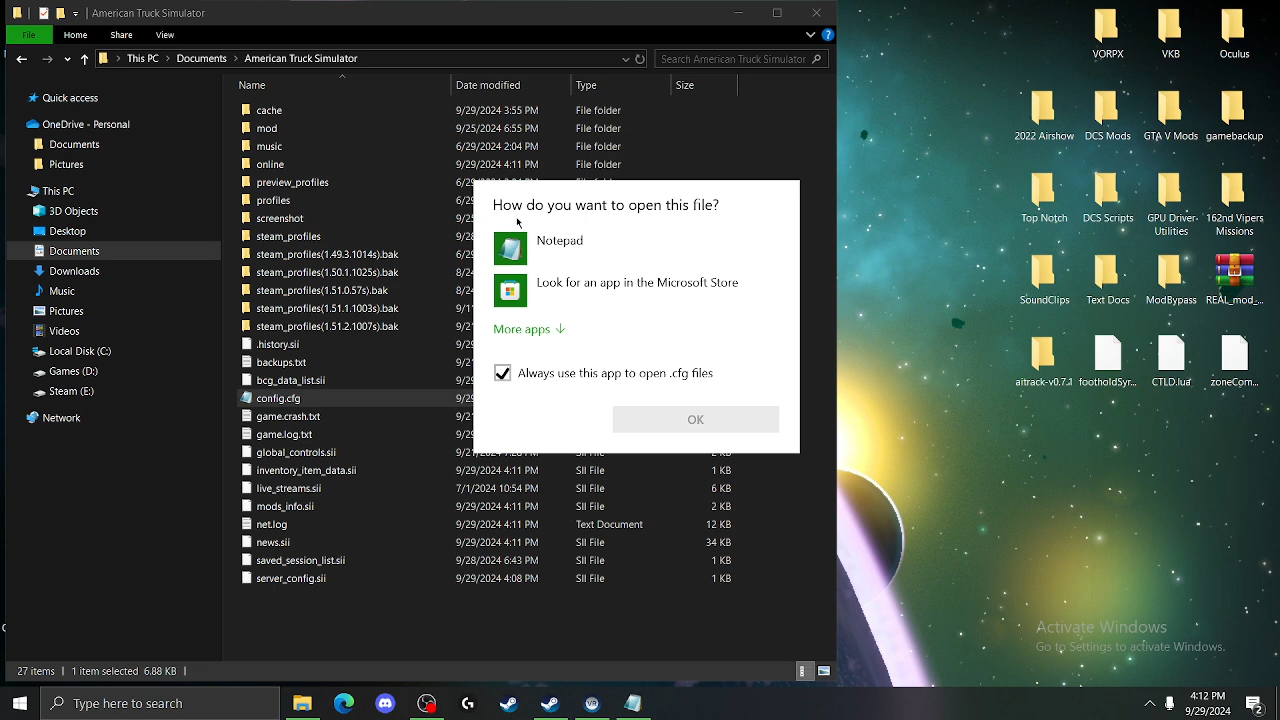 American Truck Simulator
File Home Share View
This PC > Documents > American Truck Simulator
Search American Truck Simulator
Name Date modified Type Size
Quick access
OneDrive - Personal
Documents
Pictures
This PC
3D Objects
Desktop
Documents
Downloads
Music
Pictures
Videos
Local Disk (C:)
Games (D:)
Steam (E:)
Network
cache 9/29/2024 3:55 PM File folder
mod 9/25/2024 6:55 PM File folder
music 6/29/2024 2:04 PM File folder
online 9/29/2024 4:11 PM File folder
preview_profiles
profiles
screenshot
steam_profiles
steam_profiles(1.49.3.1014s).bak
steam_profiles(1.50.1.1025s).bak
steam_profiles(1.51.0.57s).bak
steam_profiles(1.51.1.1003s).bak
steam_profiles(1.51.2.1007s).bak
.history.sii
backups.txt
bcg_data_list.sii
config.cfg
game.crash.txt
game.log.txt
global_controls.sii
inventory_item_data.sii 9/29/2024 4:11 PM SII File 1 KB
live_streams.sii 7/1/2024 10:54 PM SII File 6 KB
mods_info.sii 9/29/2024 4:11 PM SII File 2 KB
net.log 9/29/2024 4:11 PM Text Document 12 KB
news.sii 9/29/2024 4:11 PM SII File 34 KB
saved_session_list.sii 9/28/2024 6:43 PM SII File 1 KB
server_config.sii 9/29/2024 4:08 PM SII File 1 KB
27 items 1 item selected 6.88 KB
How do you want to open this file?
Notepad
Look for an app in the Microsoft Store
More apps
Always use this app to open .cfg files
OK
VORPX VKB Oculus
2022 Airshow DCS Mods GTA V Mods gamebackup
Top Notch DCS Scripts GPU Driver- Utilities 162nd Vipers Missions
SoundClips Text Docs ModBypass REAL_mod_...
aitrack-v0.7.1 footholdSyr... CTLD.lua zoneCom...
Activate Windows
Go to Settings to activate Windows.
Type here to search
VR
4:12 PM
9/29/2024
2